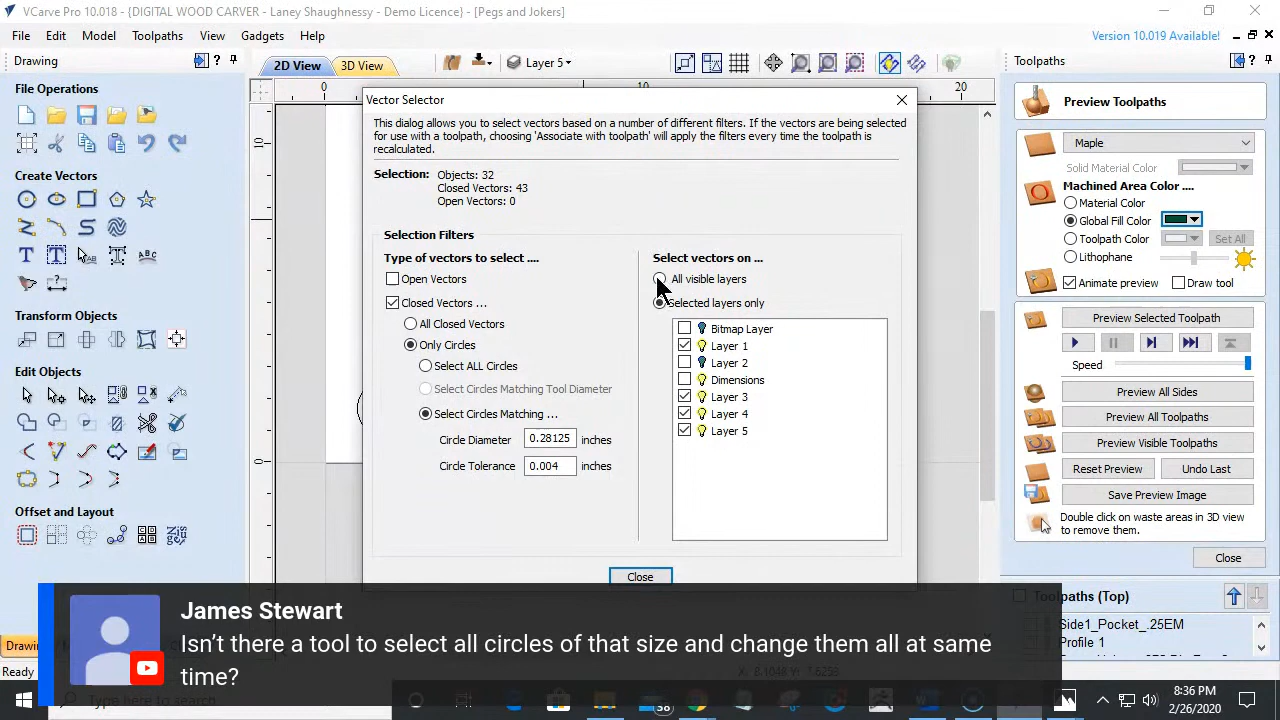 VCarve Pro 10.018 - {DIGITAL WOOD CARVER - Laney Shaughnessy - Demo Licence} - [Pegs and Jokers]
File Edit Model Toolpaths View Gadgets Help
Version 10.019 Available!
Drawing
2D View
3D View
Layer 5
Toolpaths
File Operations
Create Vectors
Transform Objects
Edit Objects
Offset and Layout
0
10
20
10
0
Vector Selector
This dialog allows you to select vectors based on a number of different filters. If the vectors are being selected
for use with a toolpath, choosing 'Associate with toolpath' will apply the filters every time the toolpath is
recalculated.
Selection: Objects: 32
Closed Vectors: 43
Open Vectors: 0
Selection Filters
Type of vectors to select ....
Open Vectors
Closed Vectors ...
All Closed Vectors
Only Circles
Select ALL Circles
Select Circles Matching Tool Diameter
Select Circles Matching ...
Circle Diameter 0.28125 inches
Circle Tolerance 0.004 inches
Select vectors on ...
All visible layers
Selected layers only
Bitmap Layer
Layer 1
Layer 2
Dimensions
Layer 3
Layer 4
Layer 5
Close
Preview Toolpaths
Maple
Solid Material Color
Machined Area Color ....
Material Color
Global Fill Color
Toolpath Color
Set All
Lithophane
Animate preview
Draw tool
Preview Selected Toolpath
Speed
Preview All Sides
Preview All Toolpaths
Preview Visible Toolpaths
Reset Preview
Undo Last
Save Preview Image
Double click on waste areas in 3D view
to remove them.
Close
Toolpaths (Top)
Side1_Pocket_.25EM
Profile 1
James Stewart
Isn't there a tool to select all circles of that size and change them all at same
time?
Ready
Type here to search
38
8:36 PM
2/26/2020